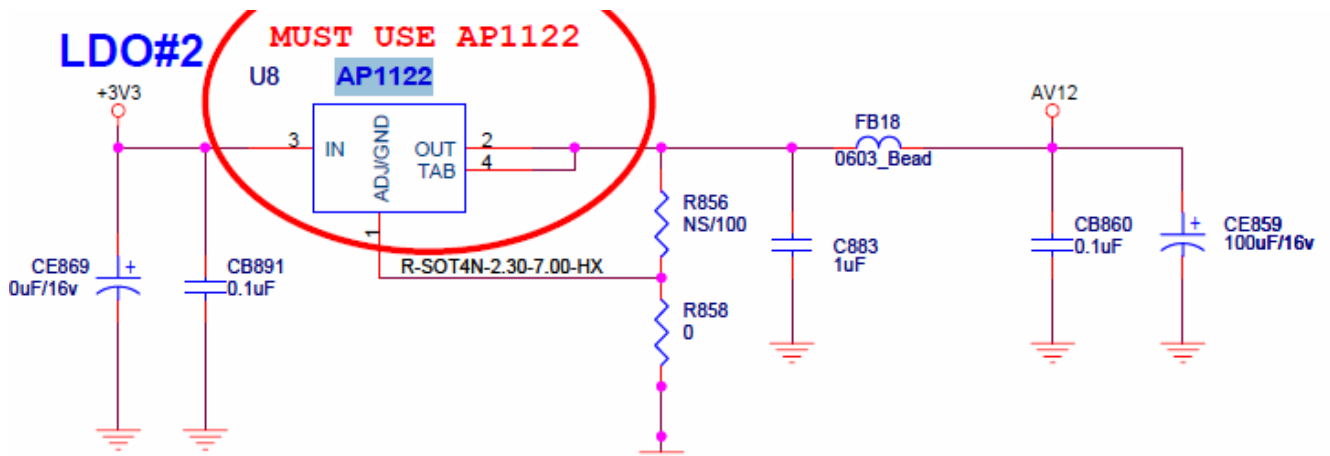 MUST USE AP1122
LDO#2
U8
AP1122
+3V3
AV12
FB18
0603_Bead
3
IN
ADJ/GND
OUT
2
TAB
4
1
R-SOT4N-2.30-7.00-HX
R856
NS/100
R858
0
C883
1uF
CE869
0uF/16v
CB891
0.1uF
CB860
0.1uF
CE859
100uF/16v
+
+